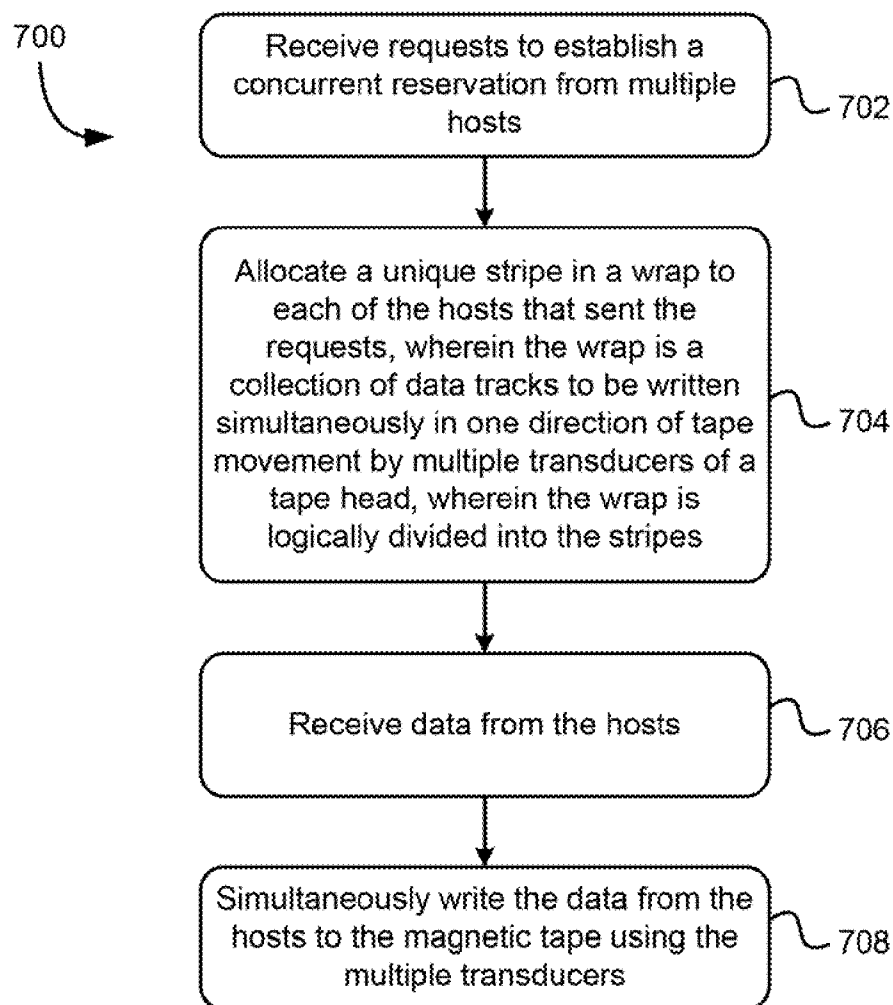 700
Receive requests to establish a
concurrent reservation from multiple
hosts
702
Allocate a unique stripe in a wrap to
each of the hosts that sent the
requests, wherein the wrap is a
collection of data tracks to be written
simultaneously in one direction of tape
movement by multiple transducers of a
tape head, wherein the wrap is
logically divided into the stripes
704
Receive data from the hosts
706
Simultaneously write the data from the
hosts to the magnetic tape using the
multiple transducers
708